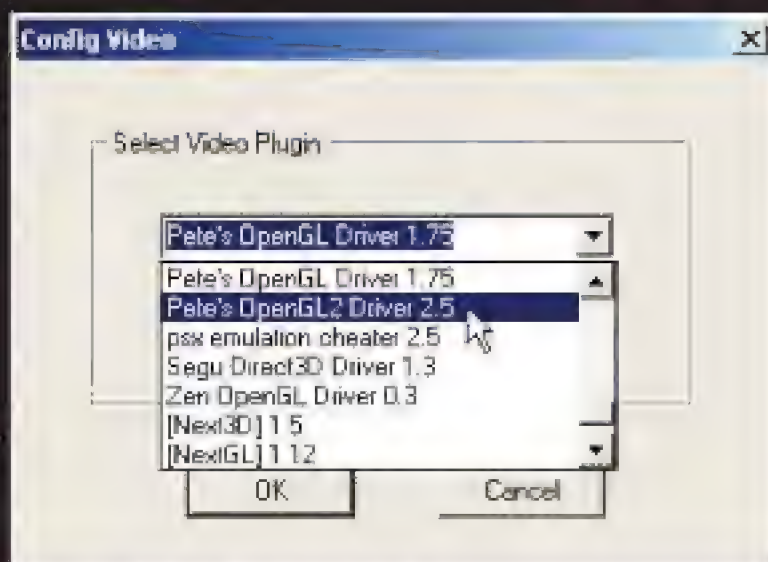 Config Video
Select Video Plugin
Pete's OpenGL Driver 1.75
Pete's OpenGL Driver 1.75
Pete's OpenGL2 Driver 2.5
psx emulation cheater 2.5
Segu Direct3D Driver 1.3
Zen OpenGL Driver 0.3
[Next3D] 1.5
[NextGL] 1.12
OK
Cancel